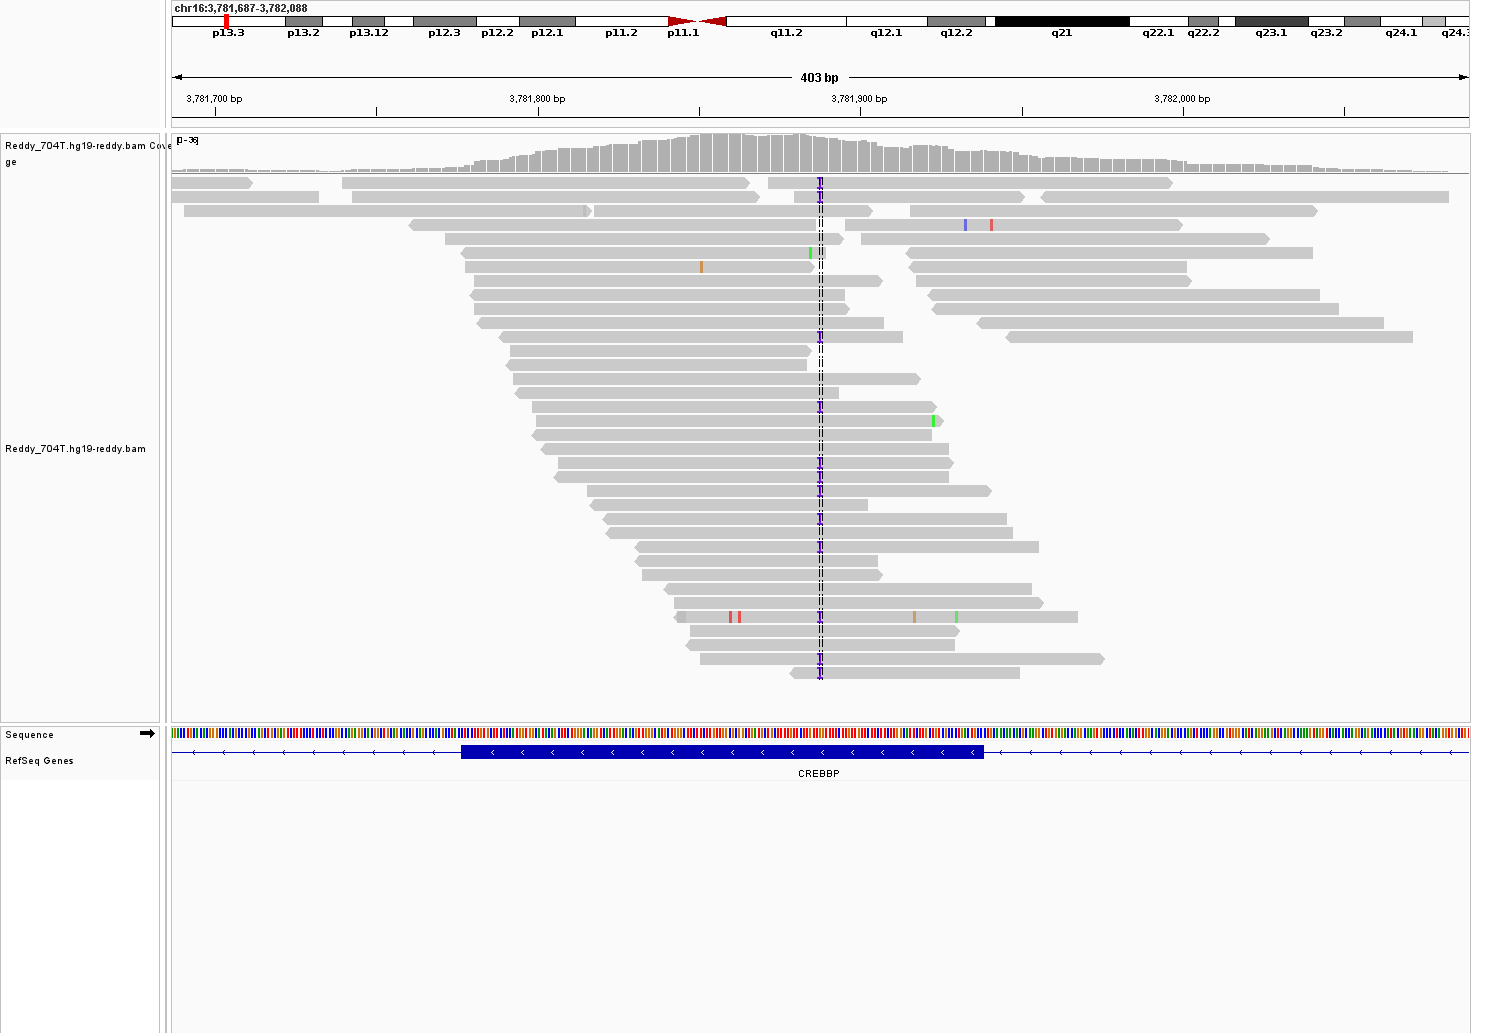 chr16:3,781,687-3,782,088
p13.3 p13.2 p13.12 p12.3 p12.2 p12.1 p11.2 p11.1 q11.2 q12.1 q12.2 q21 q22.1 q22.2 q23.1 q23.2 q24.1 q24.3
403 bp
3,781,700 bp 3,781,800 bp 3,781,900 bp 3,782,000 bp
[0-36]
Reddy_704T.hg19-reddy.bam Cove
ge
Reddy_704T.hg19-reddy.bam
Sequence
RefSeq Genes
CREBBP